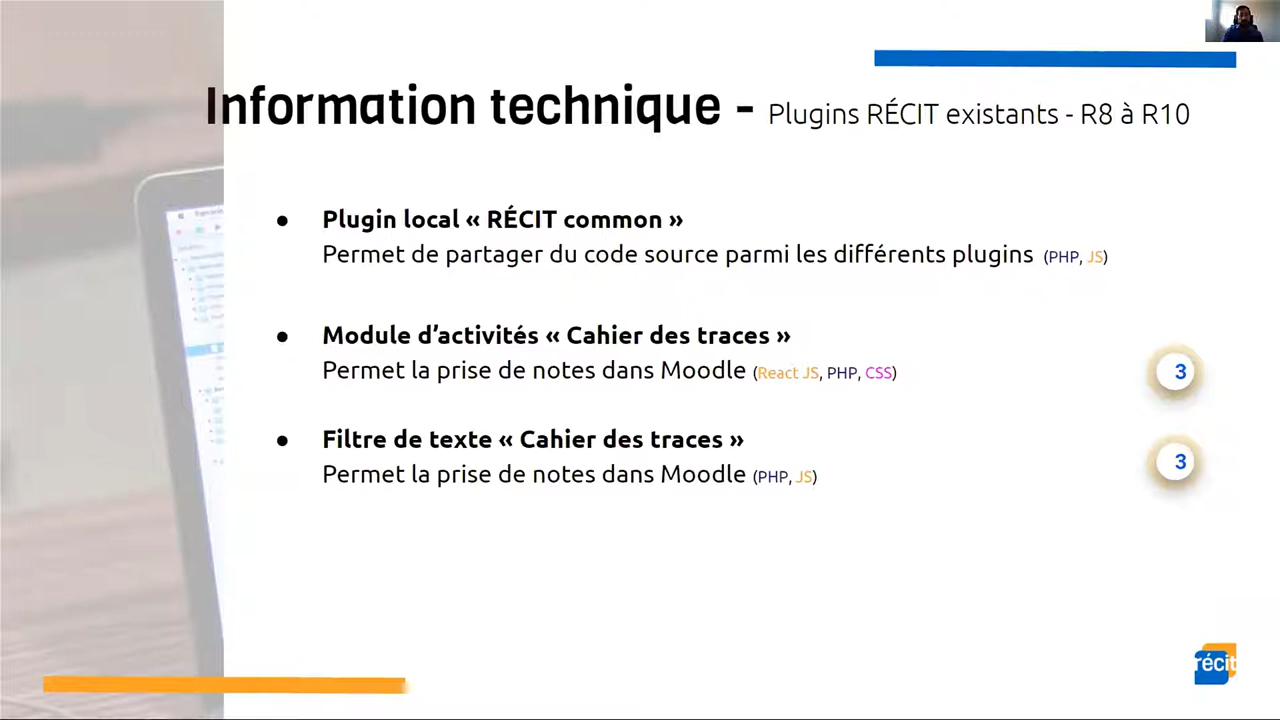 Information technique - Plugins RÉCIT existants - R8 à R10
● Plugin local « RÉCIT common »
Permet de partager du code source parmi les différents plugins (PHP, JS)
● Module d’activités « Cahier des traces »
Permet la prise de notes dans Moodle (React JS, PHP, CSS)
3
● Filtre de texte « Cahier des traces »
Permet la prise de notes dans Moodle (PHP, JS)
3
récit